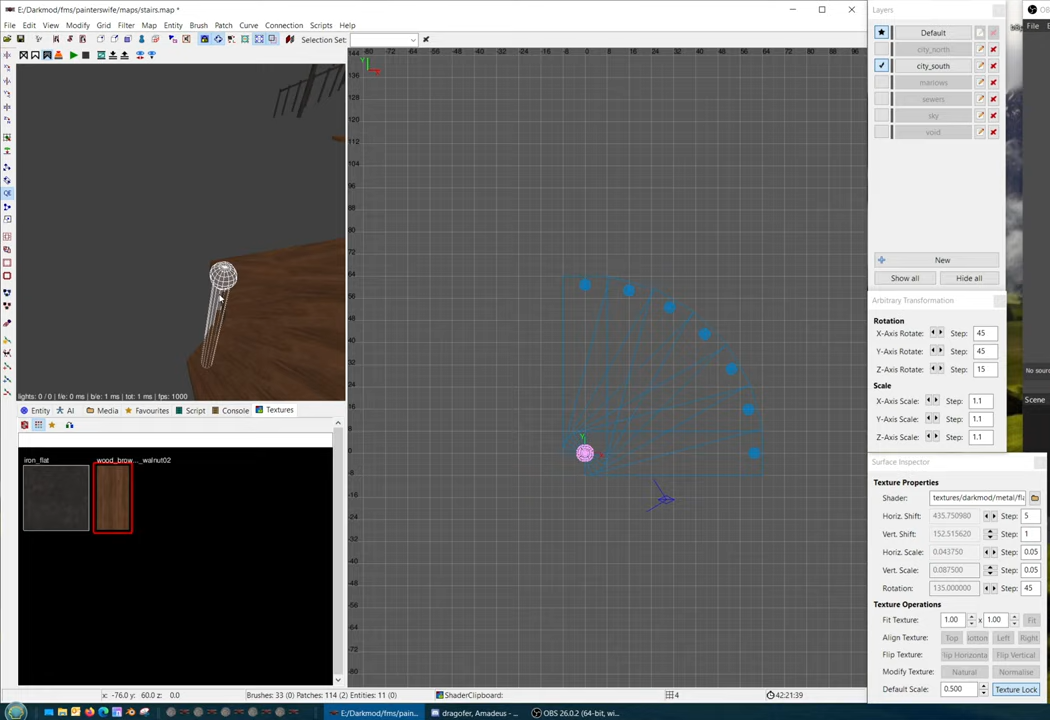 E:/Darkmod/fms/painterswife/maps/stairs.map *
File Edit View Modify Grid Filter Map Entity Brush Patch Curve Connection Scripts Help
Selection Set:
lights: 0 / 0 f/e: 0 ms b/e: 1 ms tot: 1 ms fps: 1000
Entity AI Media Favourites Script Console Textures
iron_flat
wood_brow..._walnut02
x: -76.0 y: 60.0 z: 0.0
Brushes: 33 (0) Patches: 114 (2) Entities: 11 (0)
ShaderClipboard:
4
42:21:39
Layers
Default
city_north
city_south
marlows
sewers
sky
void
New
Show all Hide all
Arbitrary Transformation
Rotation
X-Axis Rotate: Step: 45
Y-Axis Rotate: Step: 45
Z-Axis Rotate: Step: 15
Scale
X-Axis Scale: Step: 1.1
Y-Axis Scale: Step: 1.1
Z-Axis Scale: Step: 1.1
Surface Inspector
Texture Properties
Shader: textures/darkmod/metal/fla
Horiz. Shift: 435.750980 Step: 5
Vert. Shift: 152.515620 Step: 1
Horiz. Scale: 0.043750 Step: 0.05
Vert. Scale: 0.087500 Step: 0.05
Rotation: 135.000000 Step: 45
Texture Operations
Fit Texture: 1.00 x 1.00 Fit
Align Texture: Top ottom Left Right
Flip Texture: lip Horizonta Flip Vertical
Modify Texture: Natural Normalise
Default Scale: 0.500 Texture Lock
OBS
File
No source
Scene
E:/Darkmod/fms/pain...
dragofer, Amadeus - ...
OBS 26.0.2 (64-bit, wi...